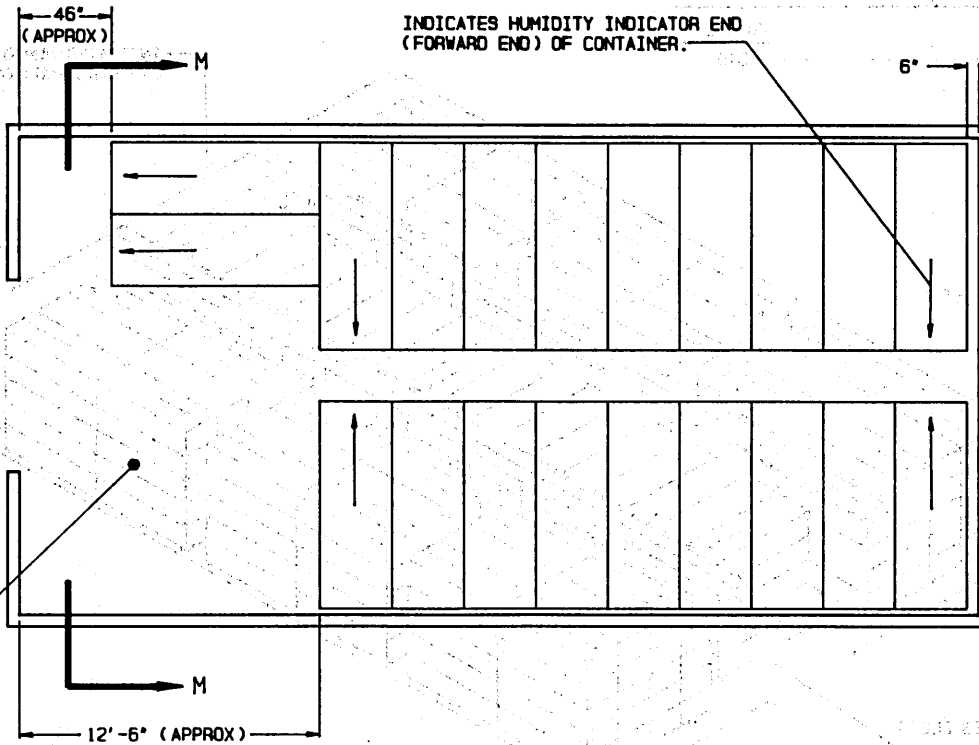 46"
(APPROX)
INDICATES HUMIDITY INDICATOR END
(FORWARD END) OF CONTAINER.
M
6"
M
12'-6" (APPROX)